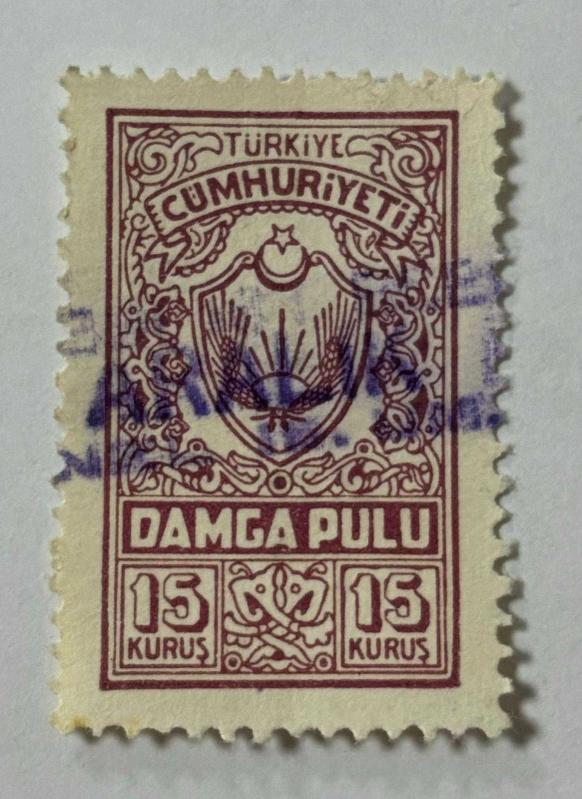 TÜRKİYE
CÜMHURİYETİ
DAMGA PULU
15 15
KURUŞ KURUŞ